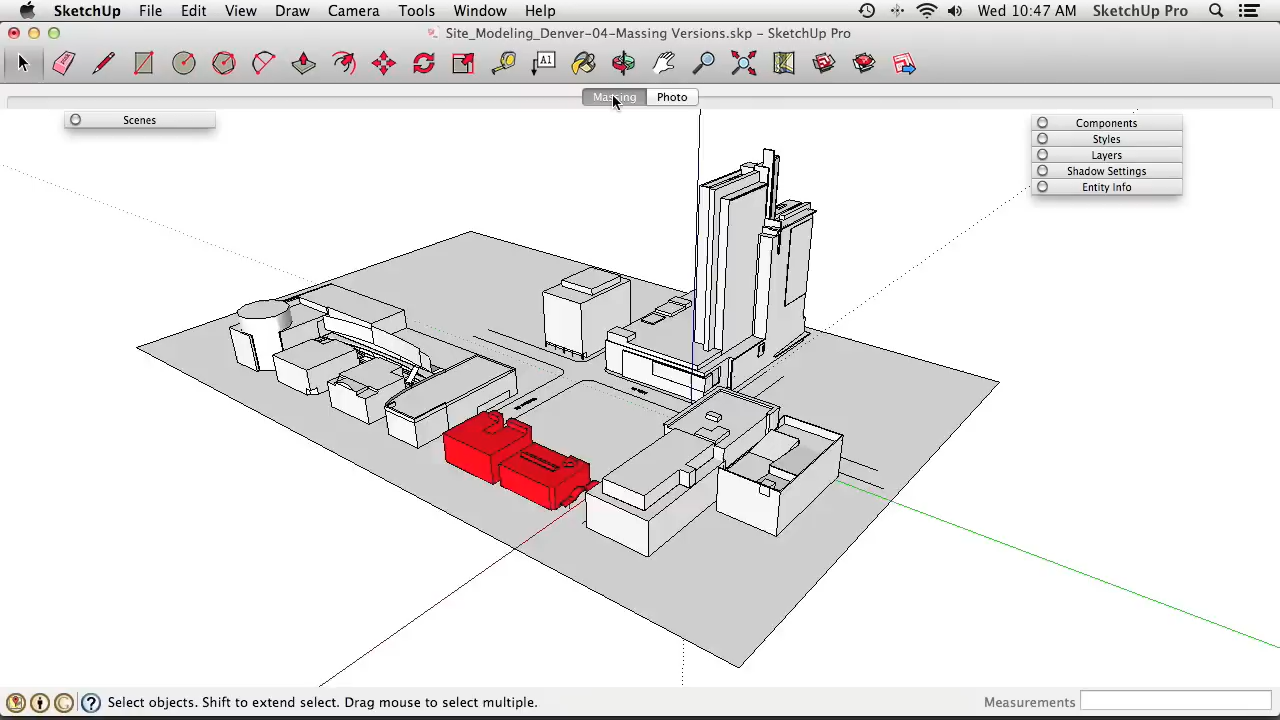 SketchUp File Edit View Draw Camera Tools Window Help Wed 10:47 AM SketchUp Pro
Site_Modeling_Denver-04-Massing Versions.skp - SketchUp Pro
A1
Massing Photo
Scenes
Components
Styles
Layers
Shadow Settings
Entity Info
Select objects. Shift to extend select. Drag mouse to select multiple.
Measurements